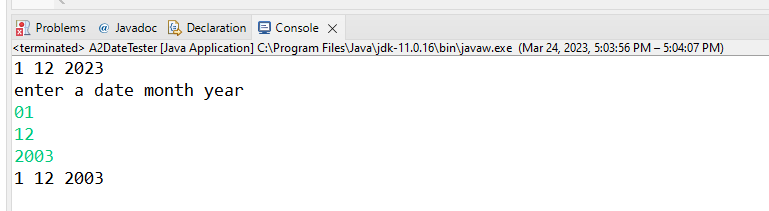 Problems @ Javadoc Declaration Console
<terminated> A2DateTester [Java Application] C:\Program Files\Java\jdk-11.0.16\bin\javaw.exe (Mar 24, 2023, 5:03:56 PM – 5:04:07 PM)
1 12 2023
enter a date month year
01
12
2003
1 12 2003